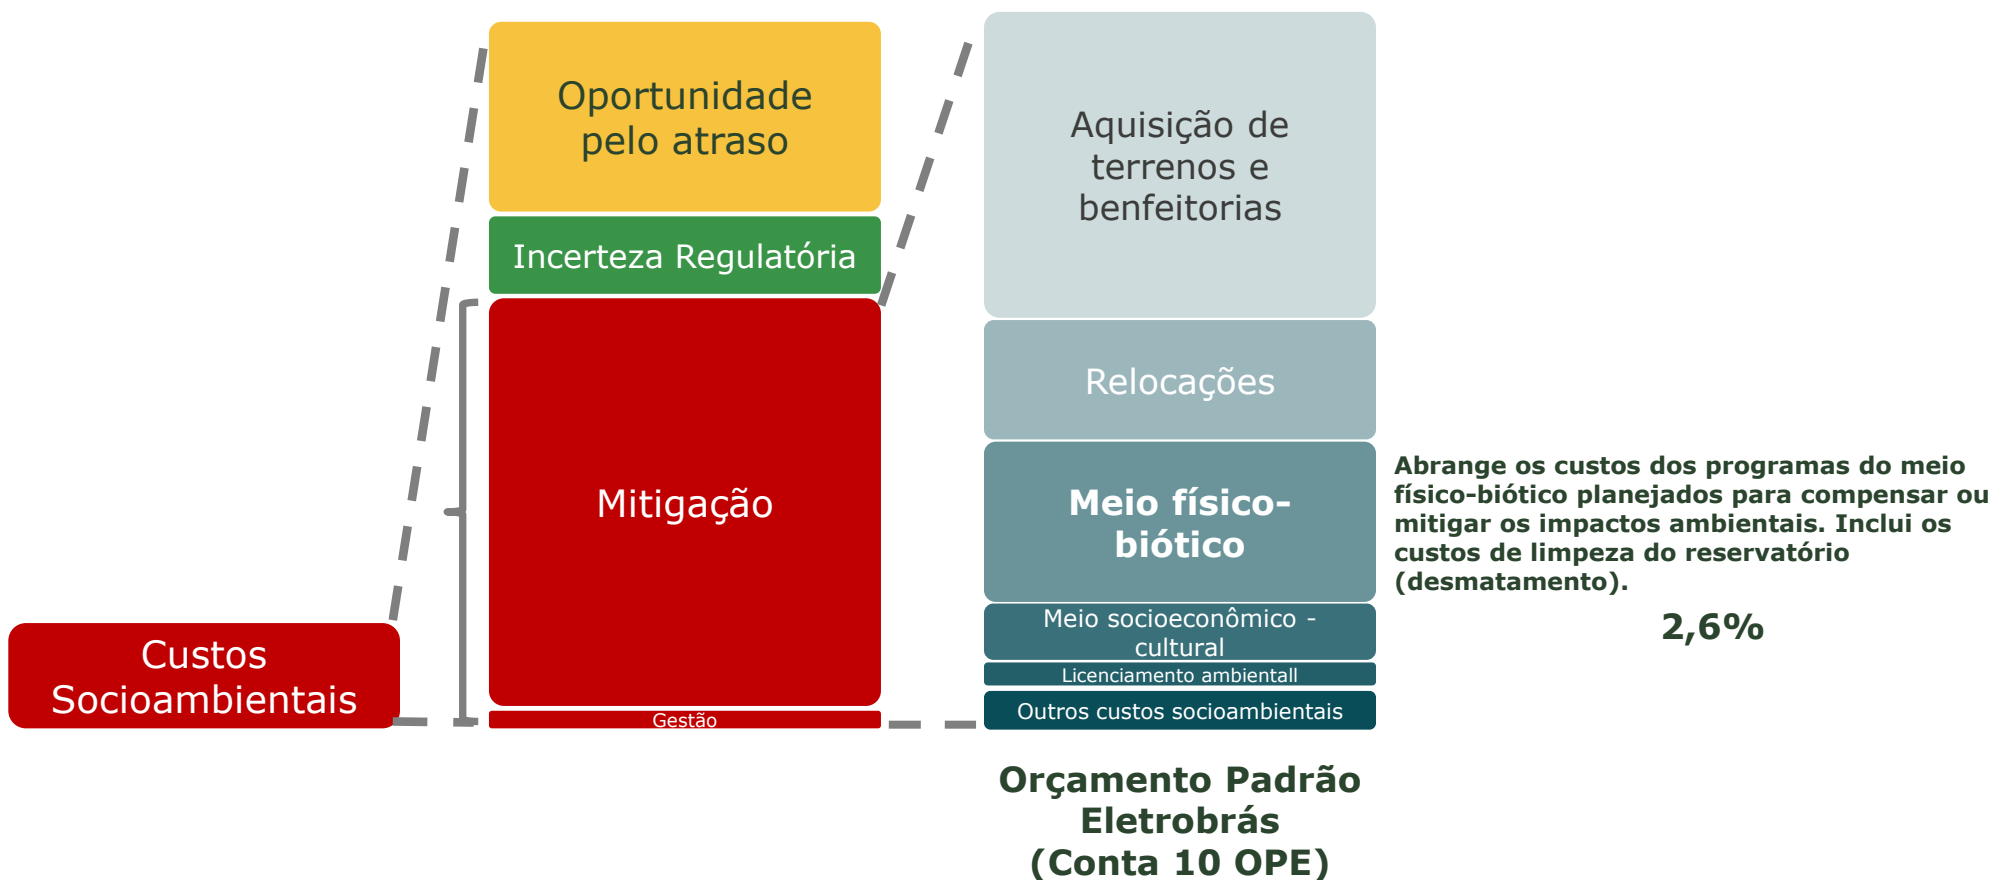 Oportunidade
pelo atraso
Incerteza Regulatória
Mitigação
Gestão
Custos
Socioambientais
Aquisição de
terrenos e
benfeitorias
Relocações
Meio físico-
biótico
Meio socioeconômico -
cultural
Licenciamento ambientall
Outros custos socioambientais
Orçamento Padrão
Eletrobrás
(Conta 10 OPE)
Abrange os custos dos programas do meio
físico-biótico planejados para compensar ou
mitigar os impactos ambientais. Inclui os
custos de limpeza do reservatório
(desmatamento).
2,6%